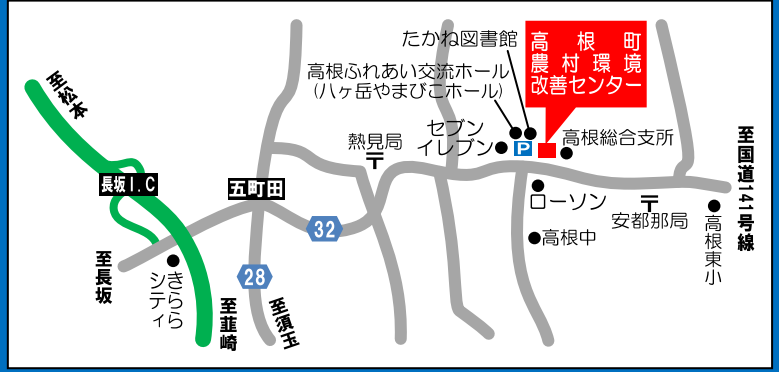 たかね図書館
高根町
農村環境
改善センター
高根ふれあい交流ホール
(八ヶ岳やまびこホール)
至松本
セブン
イレブン
P
高根総合支所
熱見局
至国道141号線
長坂I.C
五町田
ローソン
安都那局
32
高根中
高根東小
至長坂
きらら
シティ
28
至韮崎
至須玉